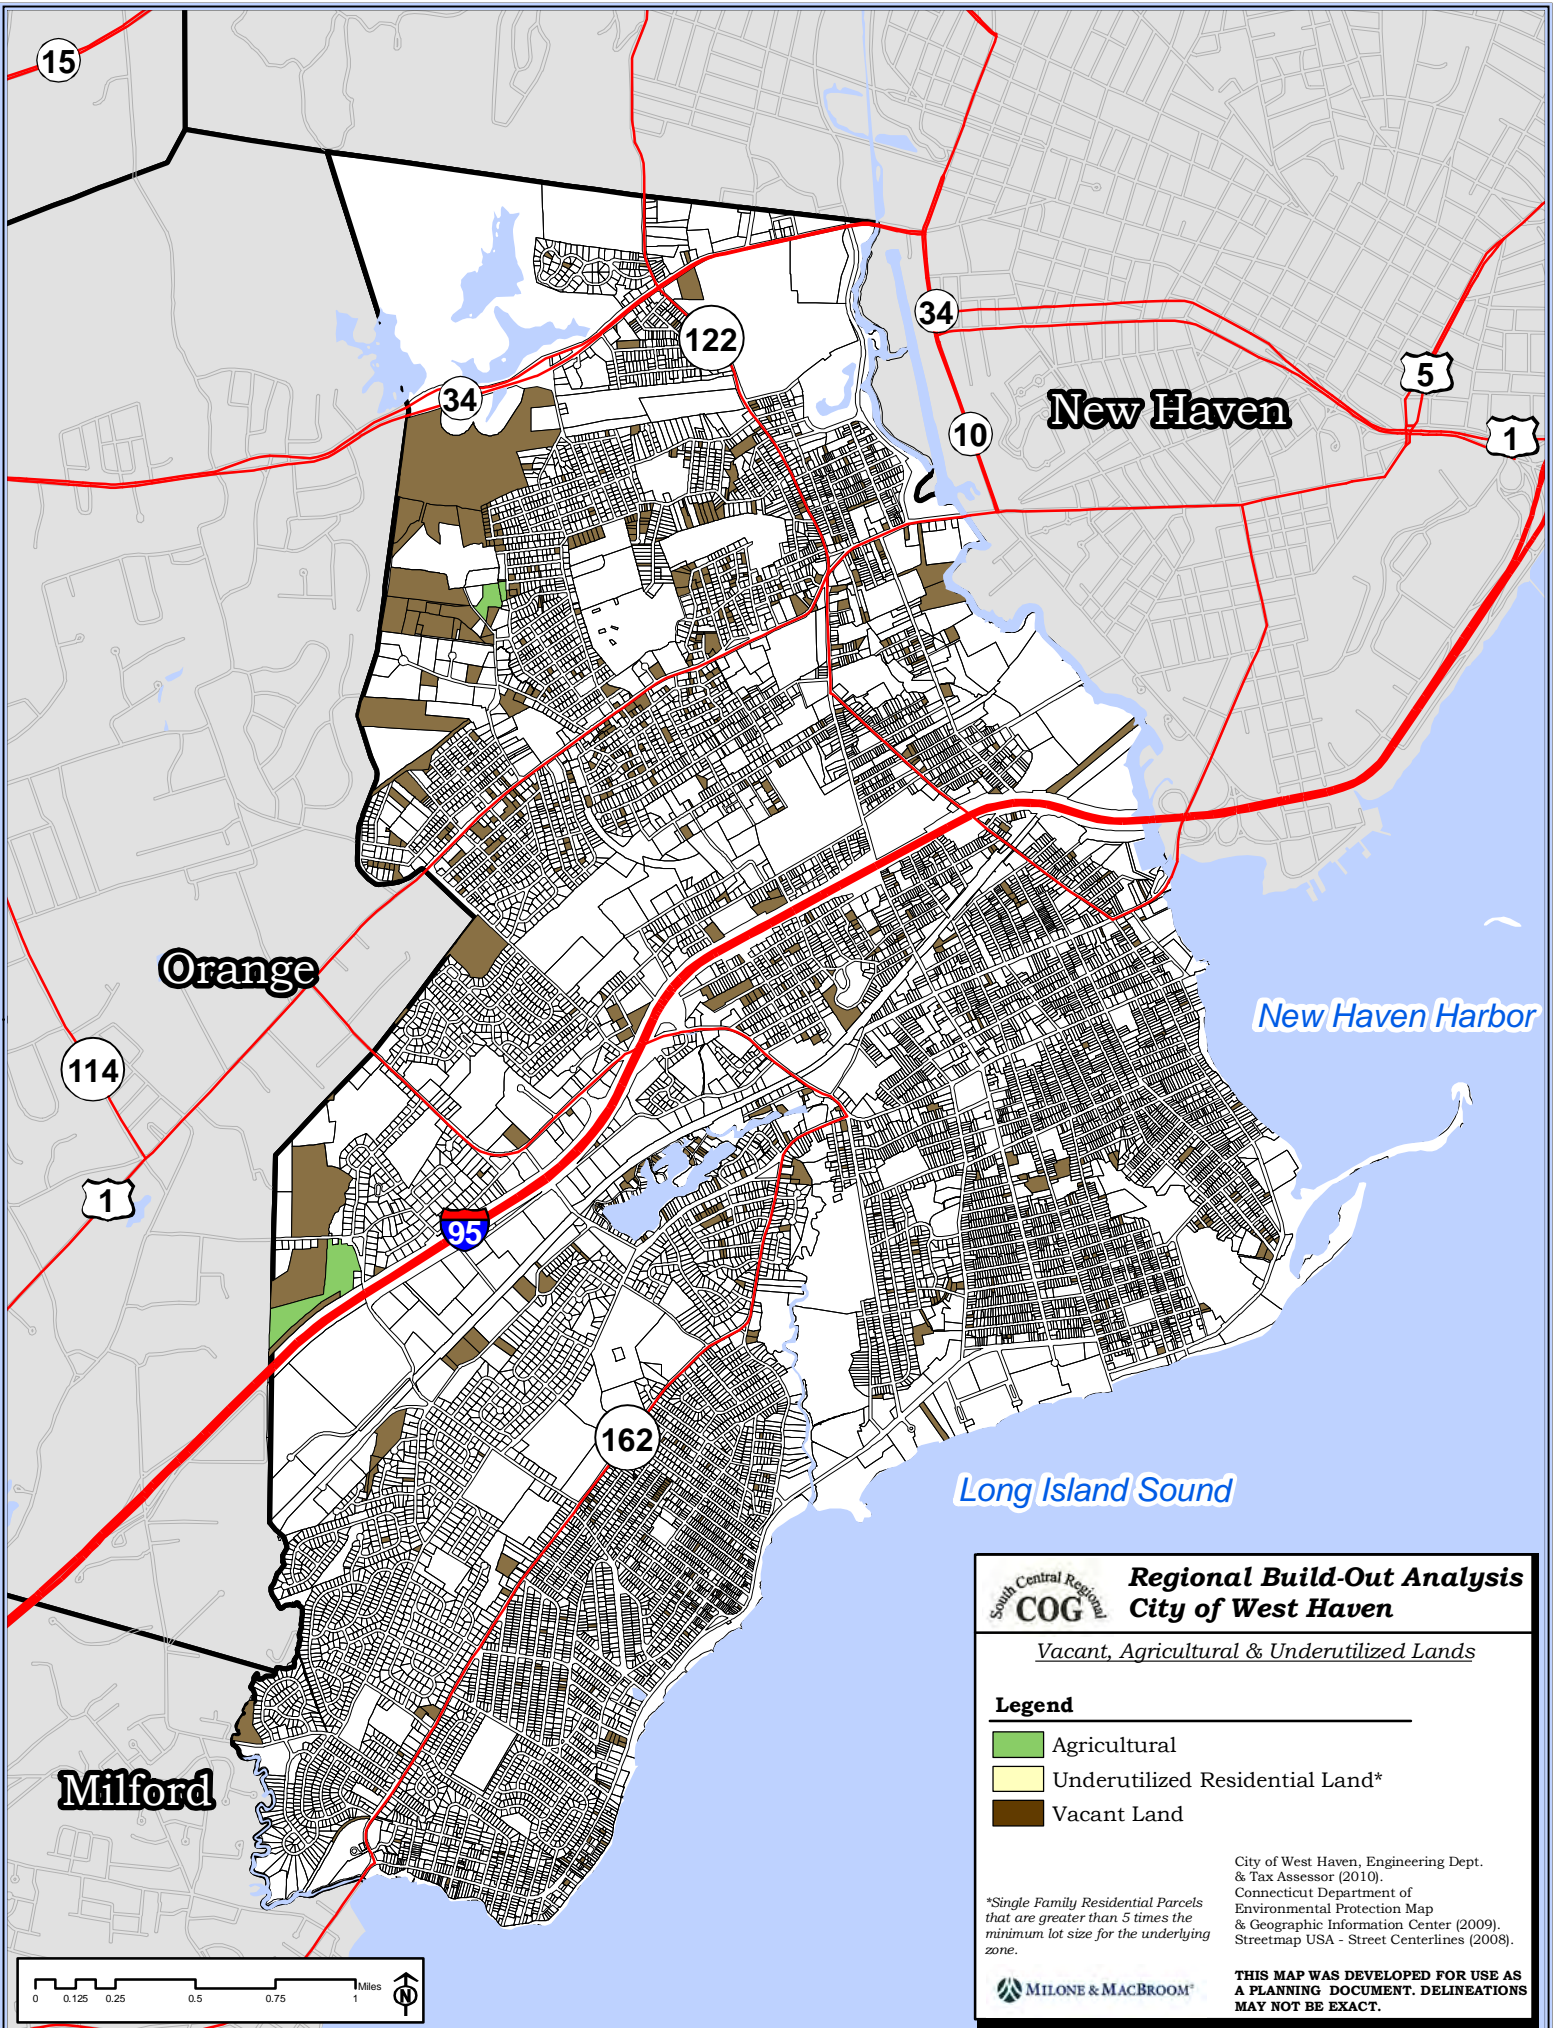 15
122
34
34
10
5
1
New Haven
Orange
New Haven Harbor
114
1
95
162
Long Island Sound
Milford
South Central Regional
COG
Regional Build-Out Analysis
City of West Haven
Vacant, Agricultural & Underutilized Lands
Legend
Agricultural
Underutilized Residential Land*
Vacant Land
*Single Family Residential Parcels
that are greater than 5 times the
minimum lot size for the underlying
zone.
City of West Haven, Engineering Dept.
& Tax Assessor (2010).
Connecticut Department of
Environmental Protection Map
& Geographic Information Center (2009).
Streetmap USA - Street Centerlines (2008).
MILONE & MACBROOM®
THIS MAP WAS DEVELOPED FOR USE AS
A PLANNING DOCUMENT. DELINEATIONS
MAY NOT BE EXACT.
Miles
0 0.125 0.25 0.5 0.75 1
N